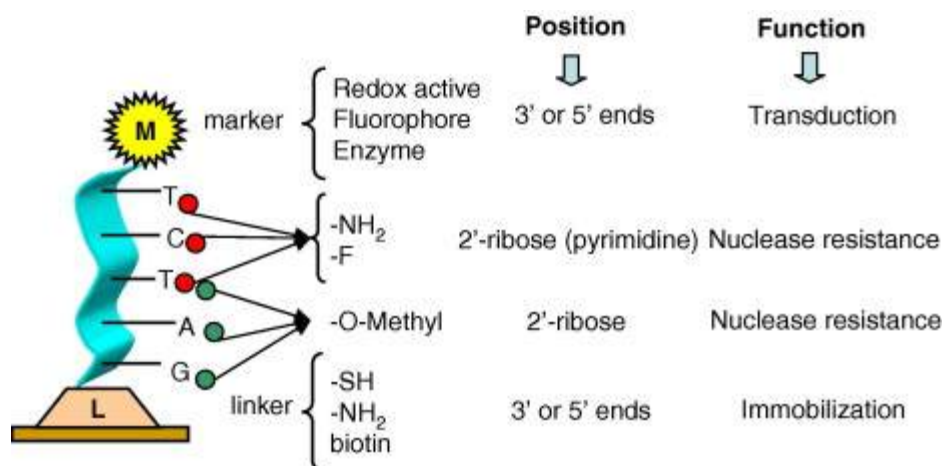 Position Function
Redox active
Fluorophore
Enzyme
marker
3' or 5' ends
Transduction
M
T
C
T
A
G
L
-NH₂
-F
2'-ribose (pyrimidine)
Nuclease resistance
-O-Methyl
2'-ribose
Nuclease resistance
linker
-SH
-NH₂
biotin
3' or 5' ends
Immobilization